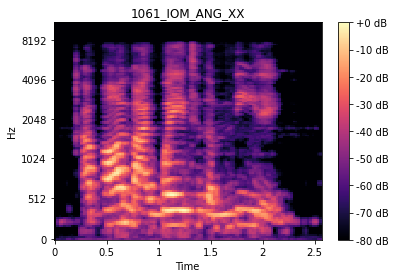 1061_IOM_ANG_XX
+0 dB
8192
-10 dB
4096
-20 dB
-30 dB
2048
Hz
-40 dB
1024
-50 dB
512
-60 dB
-70 dB
0
-80 dB
0 0.5 1 1.5 2 2.5
Time